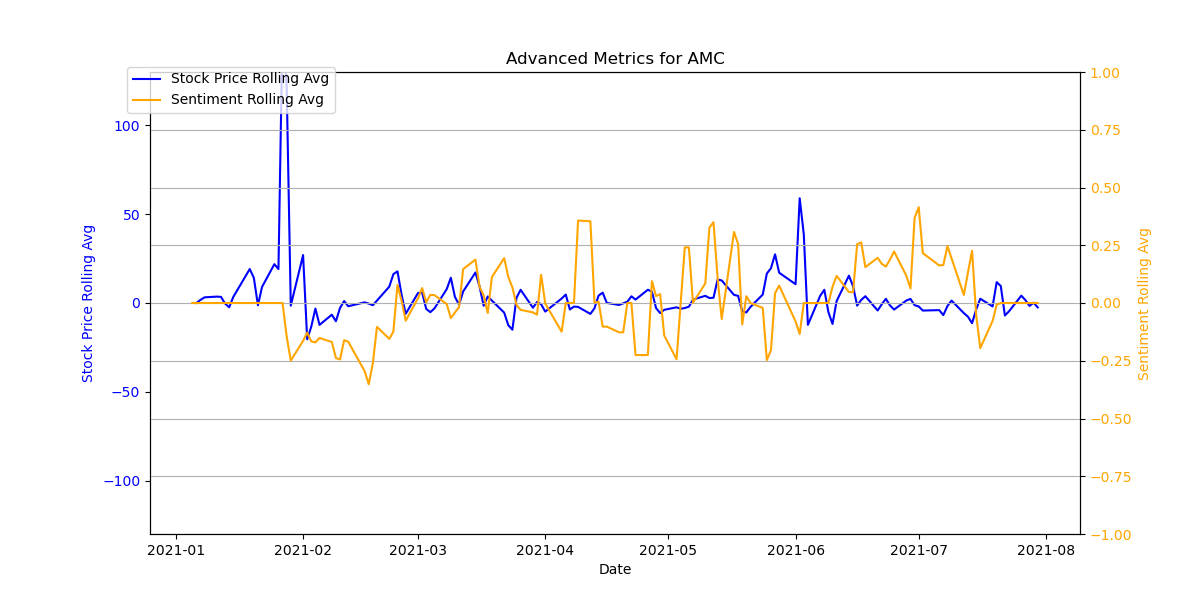 Advanced Metrics for AMC
Stock Price Rolling Avg
Sentiment Rolling Avg
Stock Price Rolling Avg
100
50
0
−50
−100
1.00
0.75
0.50
0.25
0.00
−0.25
−0.50
−0.75
−1.00
Sentiment Rolling Avg
2021-01 2021-02 2021-03 2021-04 2021-05 2021-06 2021-07 2021-08
Date